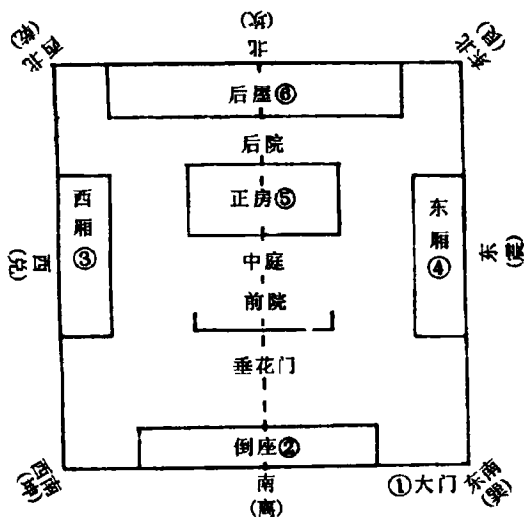 (坎)
北
西北
(乾)
东北
(艮)
后屋⑥
后院
正房⑤
西厢③
东厢④
西
(兑)
东
(震)
中庭
前院
垂花门
倒座②
南
(离)
①大门
西南
(坤)
东南
(巽)